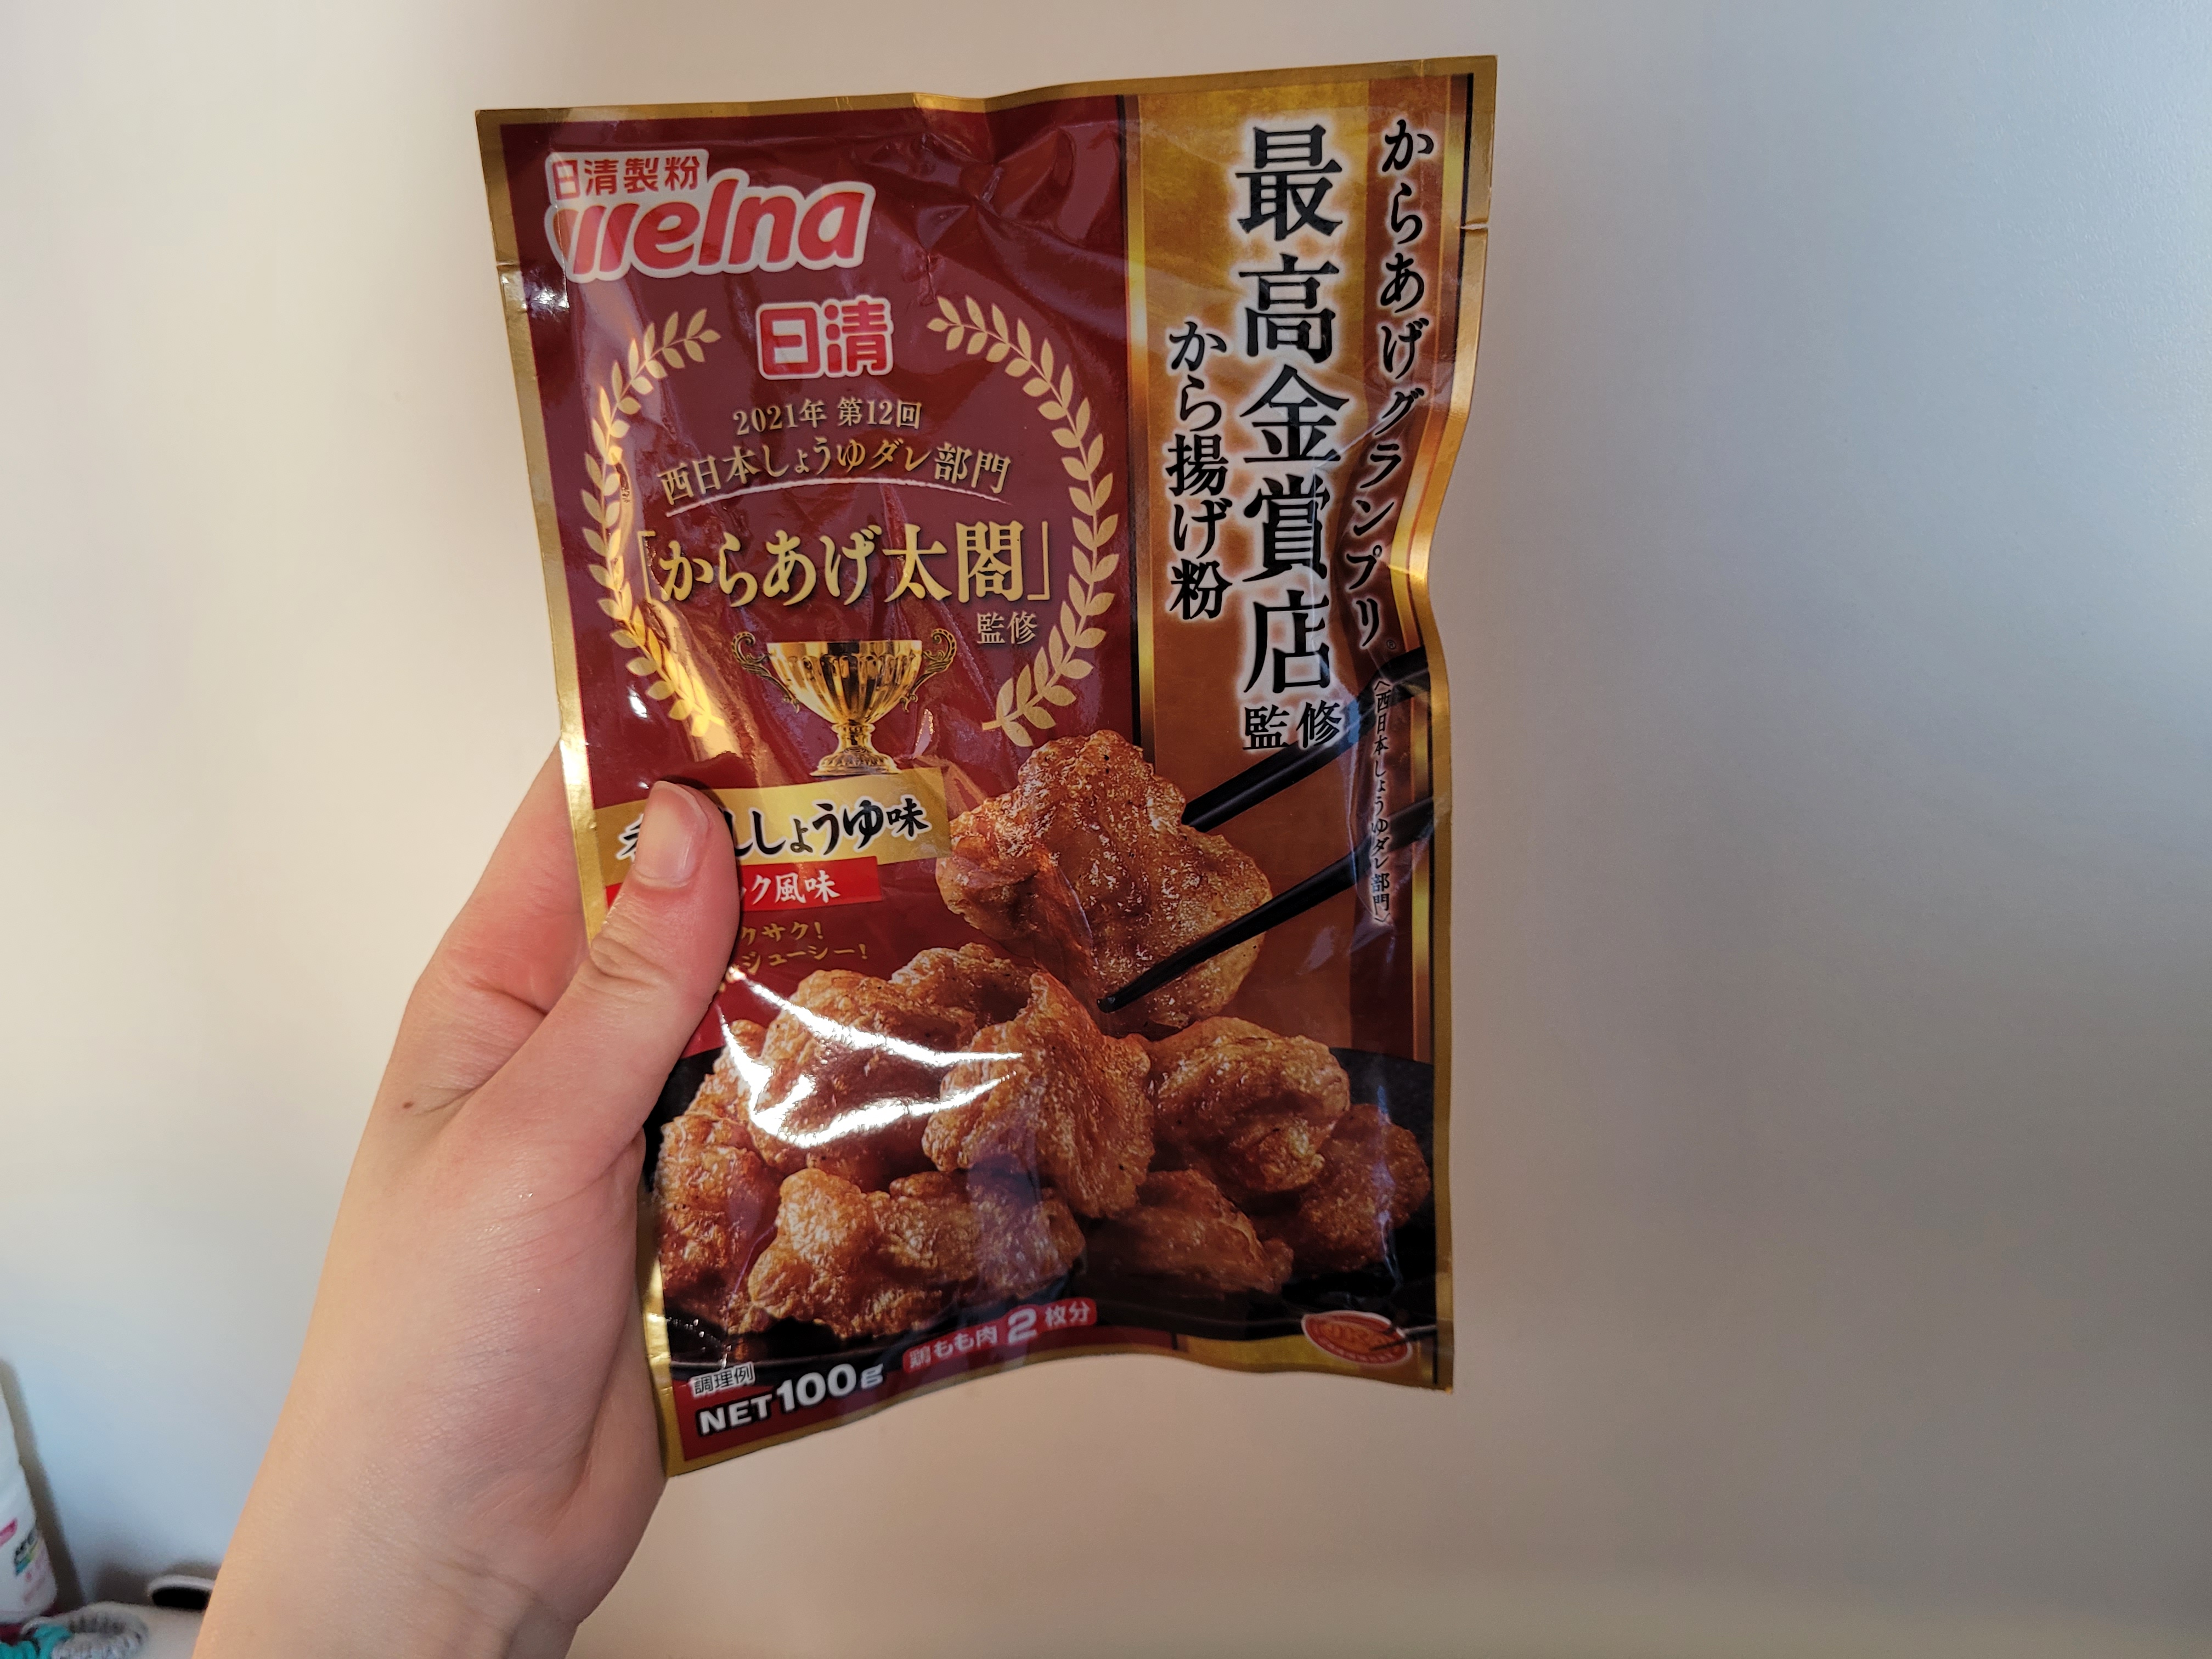 日清製粉
welna
日清
2021年 第12回
西日本しょうゆダレ部門
「からあげ太閤」
監修
からあげグランプリ®
〈西日本しょうゆダレ部門〉
最高金賞店監修
から揚げ粉
しょうゆ味
風味
クサク!
ジューシー!
調理例
NET100g
鶏もも肉2枚分